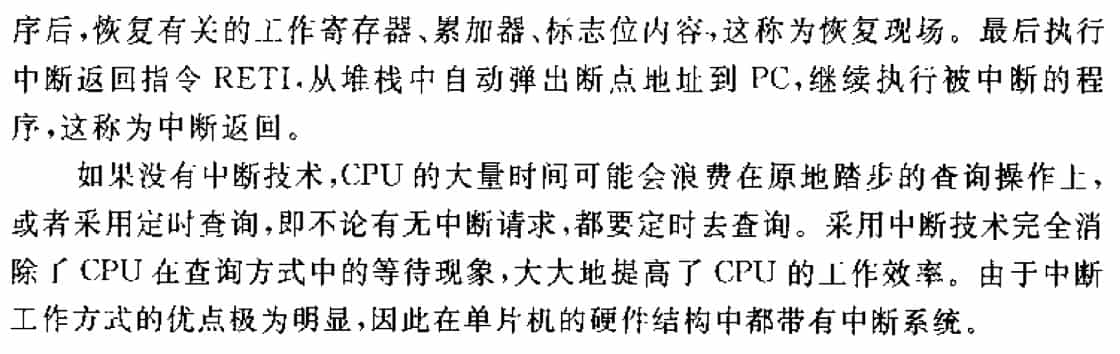 序后,恢复有关的工作寄存器、累加器、标志位内容,这称为恢复现场。最后执行
中断返回指令 RETI,从堆栈中自动弹出断点地址到 PC,继续执行被中断的程
序,这称为中断返回。
如果没有中断技术,CPU 的大量时间可能会浪费在原地踏步的查询操作上,
或者采用定时查询,即不论有无中断请求,都要定时去查询。采用中断技术完全消
除了 CPU 在查询方式中的等待现象,大大地提高了 CPU 的工作效率。由于中断
工作方式的优点极为明显,因此在单片机的硬件结构中都带有中断系统。